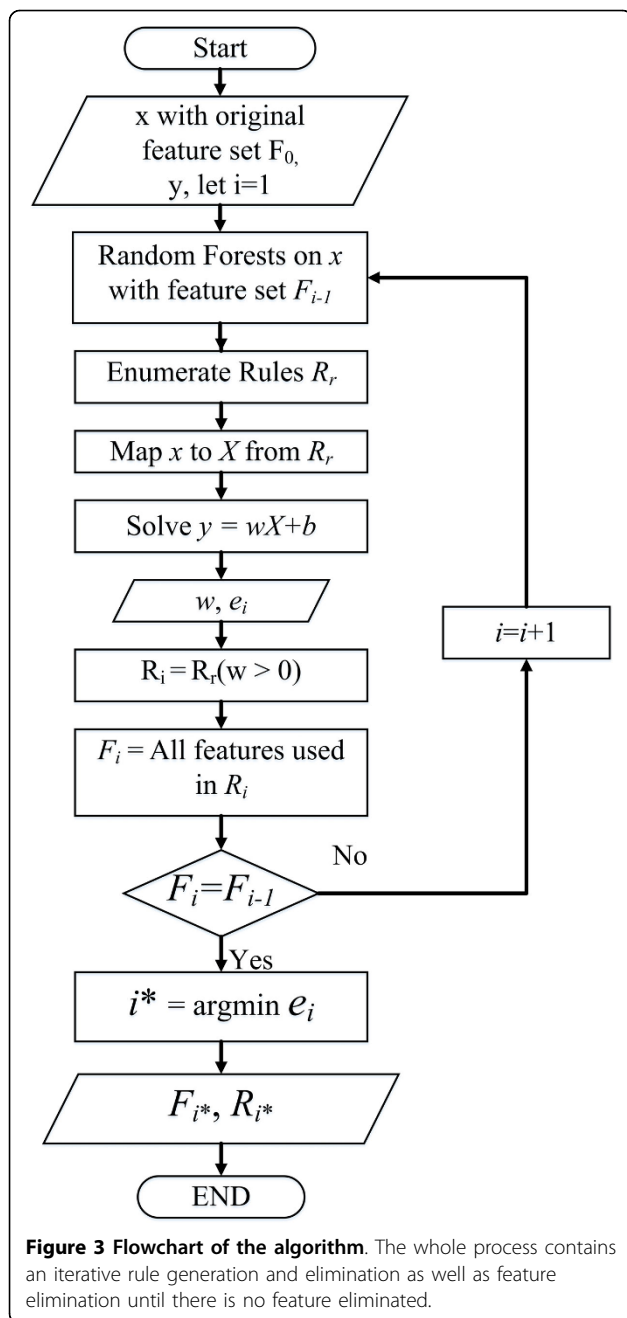 Start
x with original
feature set F₀,
y, let i=1
Random Forests on x
with feature set Fᵢ₋₁
Enumerate Rules Rᵣ
Map x to X from Rᵣ
Solve y = wX+b
w, eᵢ
i=i+1
Rᵢ = Rᵣ(w > 0)
Fᵢ = All features used
in Rᵢ
No
Fᵢ=Fᵢ₋₁
Yes
i* = argmin eᵢ
Fᵢ*, Rᵢ*
END
Figure 3 Flowchart of the algorithm. The whole process contains
an iterative rule generation and elimination as well as feature
elimination until there is no feature eliminated.